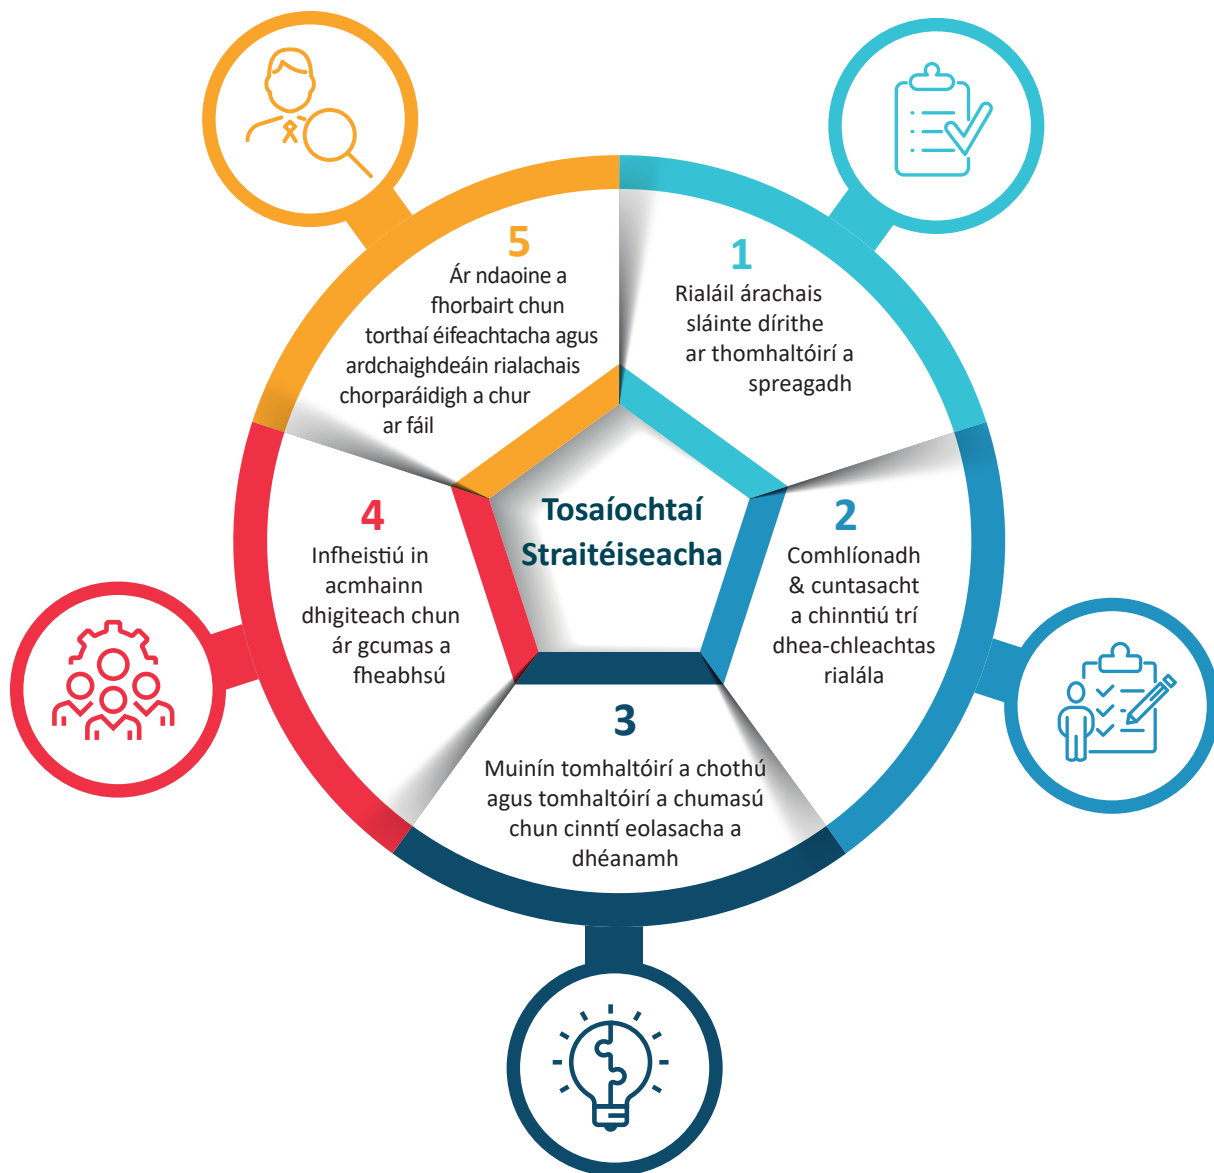 Tosaíochtaí
Straitéiseacha
1
Rialáil árachais
sláinte dírithe
ar thomhaltóirí a
spreagadh
2
Comhlíonadh
& cuntasacht
a chinntiú trí
dhea-chleachtas
rialála
3
Muinín tomhaltóirí a chothú
agus tomhaltóirí a chumasú
chun cinntí eolasacha a
dhéanamh
4
Infheistiú in
acmhainn
dhigiteach chun
ár gcumas a
fheabhsú
5
Ár ndaoine a
fhorbairt chun
torthaí éifeachtacha agus
ardchaighdeáin rialachais
chorparáidigh a chur
ar fáil